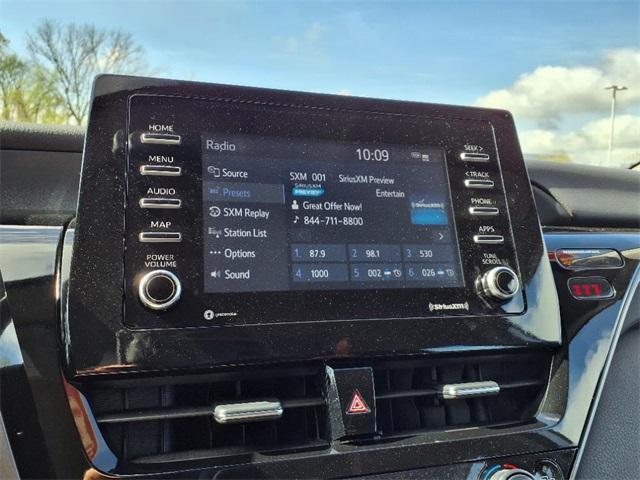 HOME
MENU
AUDIO
MAP
POWER
VOLUME
Radio
10:09
Source
Presets
SXM Replay
Station List
Options
Sound
SXM 001
SIRIUSXM
PREVIEW
SiriusXM Preview
Entertain
Great Offer Now!
844-711-8800
1. 87.9
2. 98.1
3. 530
4. 1000
5. 002
6. 026
SEEK >
< TRACK
PHONE
APPS
TUNE
SCROLL
gracenote
SiriusXM